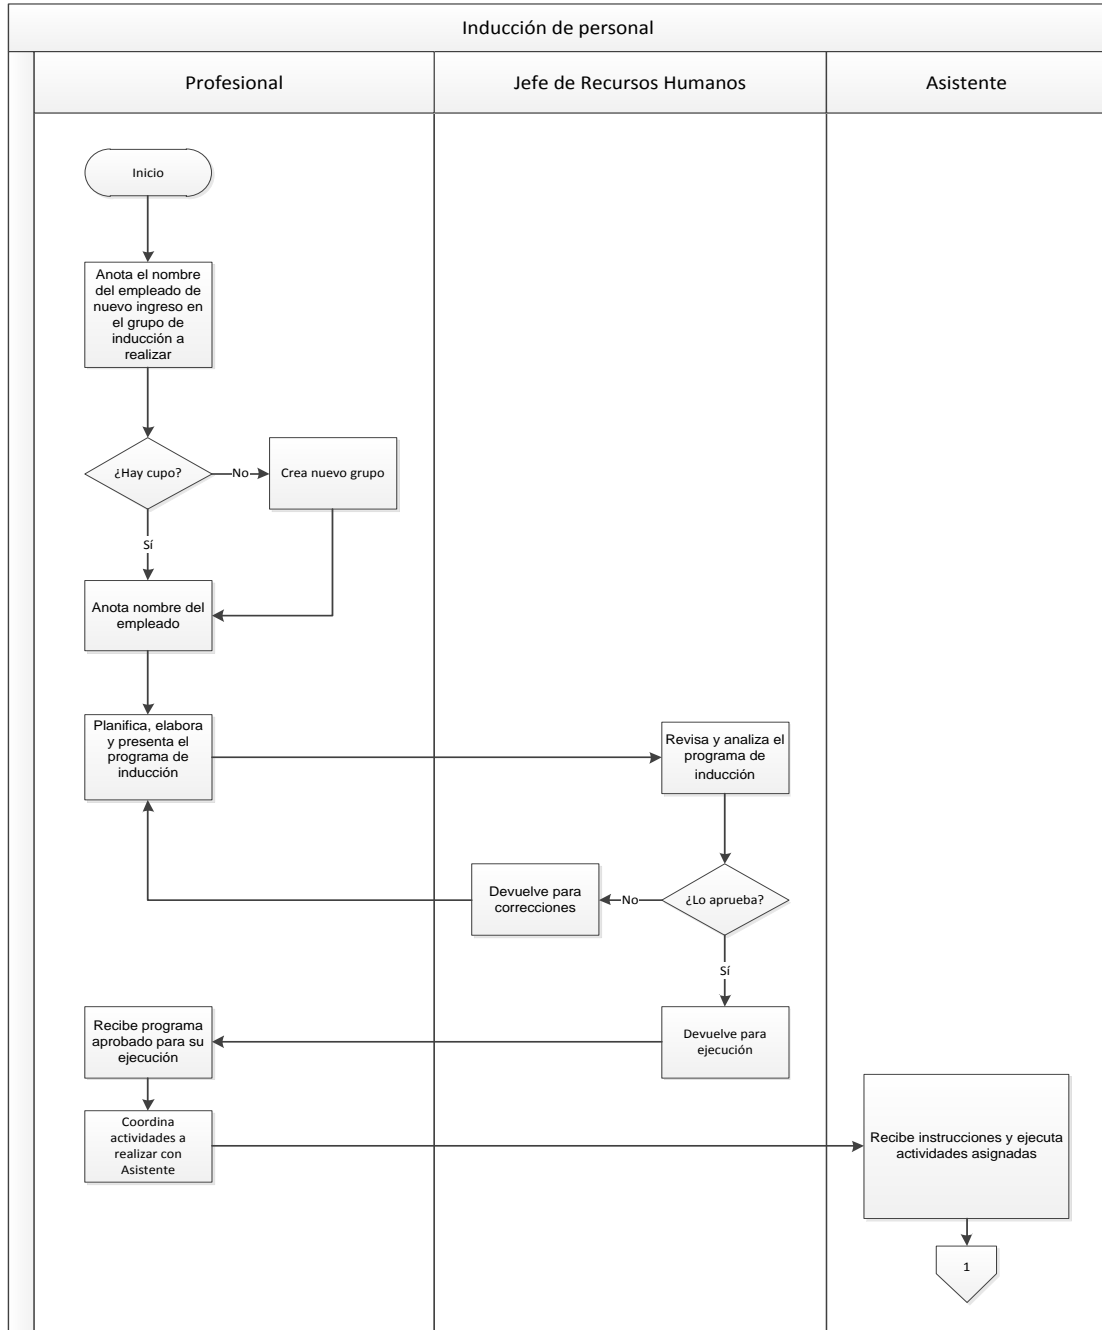 Inducción de personal
Profesional
Jefe de Recursos Humanos
Asistente
Inicio
Anota el nombre
del empleado de
nuevo ingreso en
el grupo de
inducción a
realizar
¿Hay cupo?
No
Crea nuevo grupo
Sí
Anota nombre del
empleado
Planifica, elabora
y presenta el
programa de
inducción
Revisa y analiza el
programa de
inducción
¿Lo aprueba?
No
Devuelve para
correcciones
Sí
Devuelve para
ejecución
Recibe programa
aprobado para su
ejecución
Coordina
actividades a
realizar con
Asistente
Recibe instrucciones y ejecuta
actividades asignadas
1